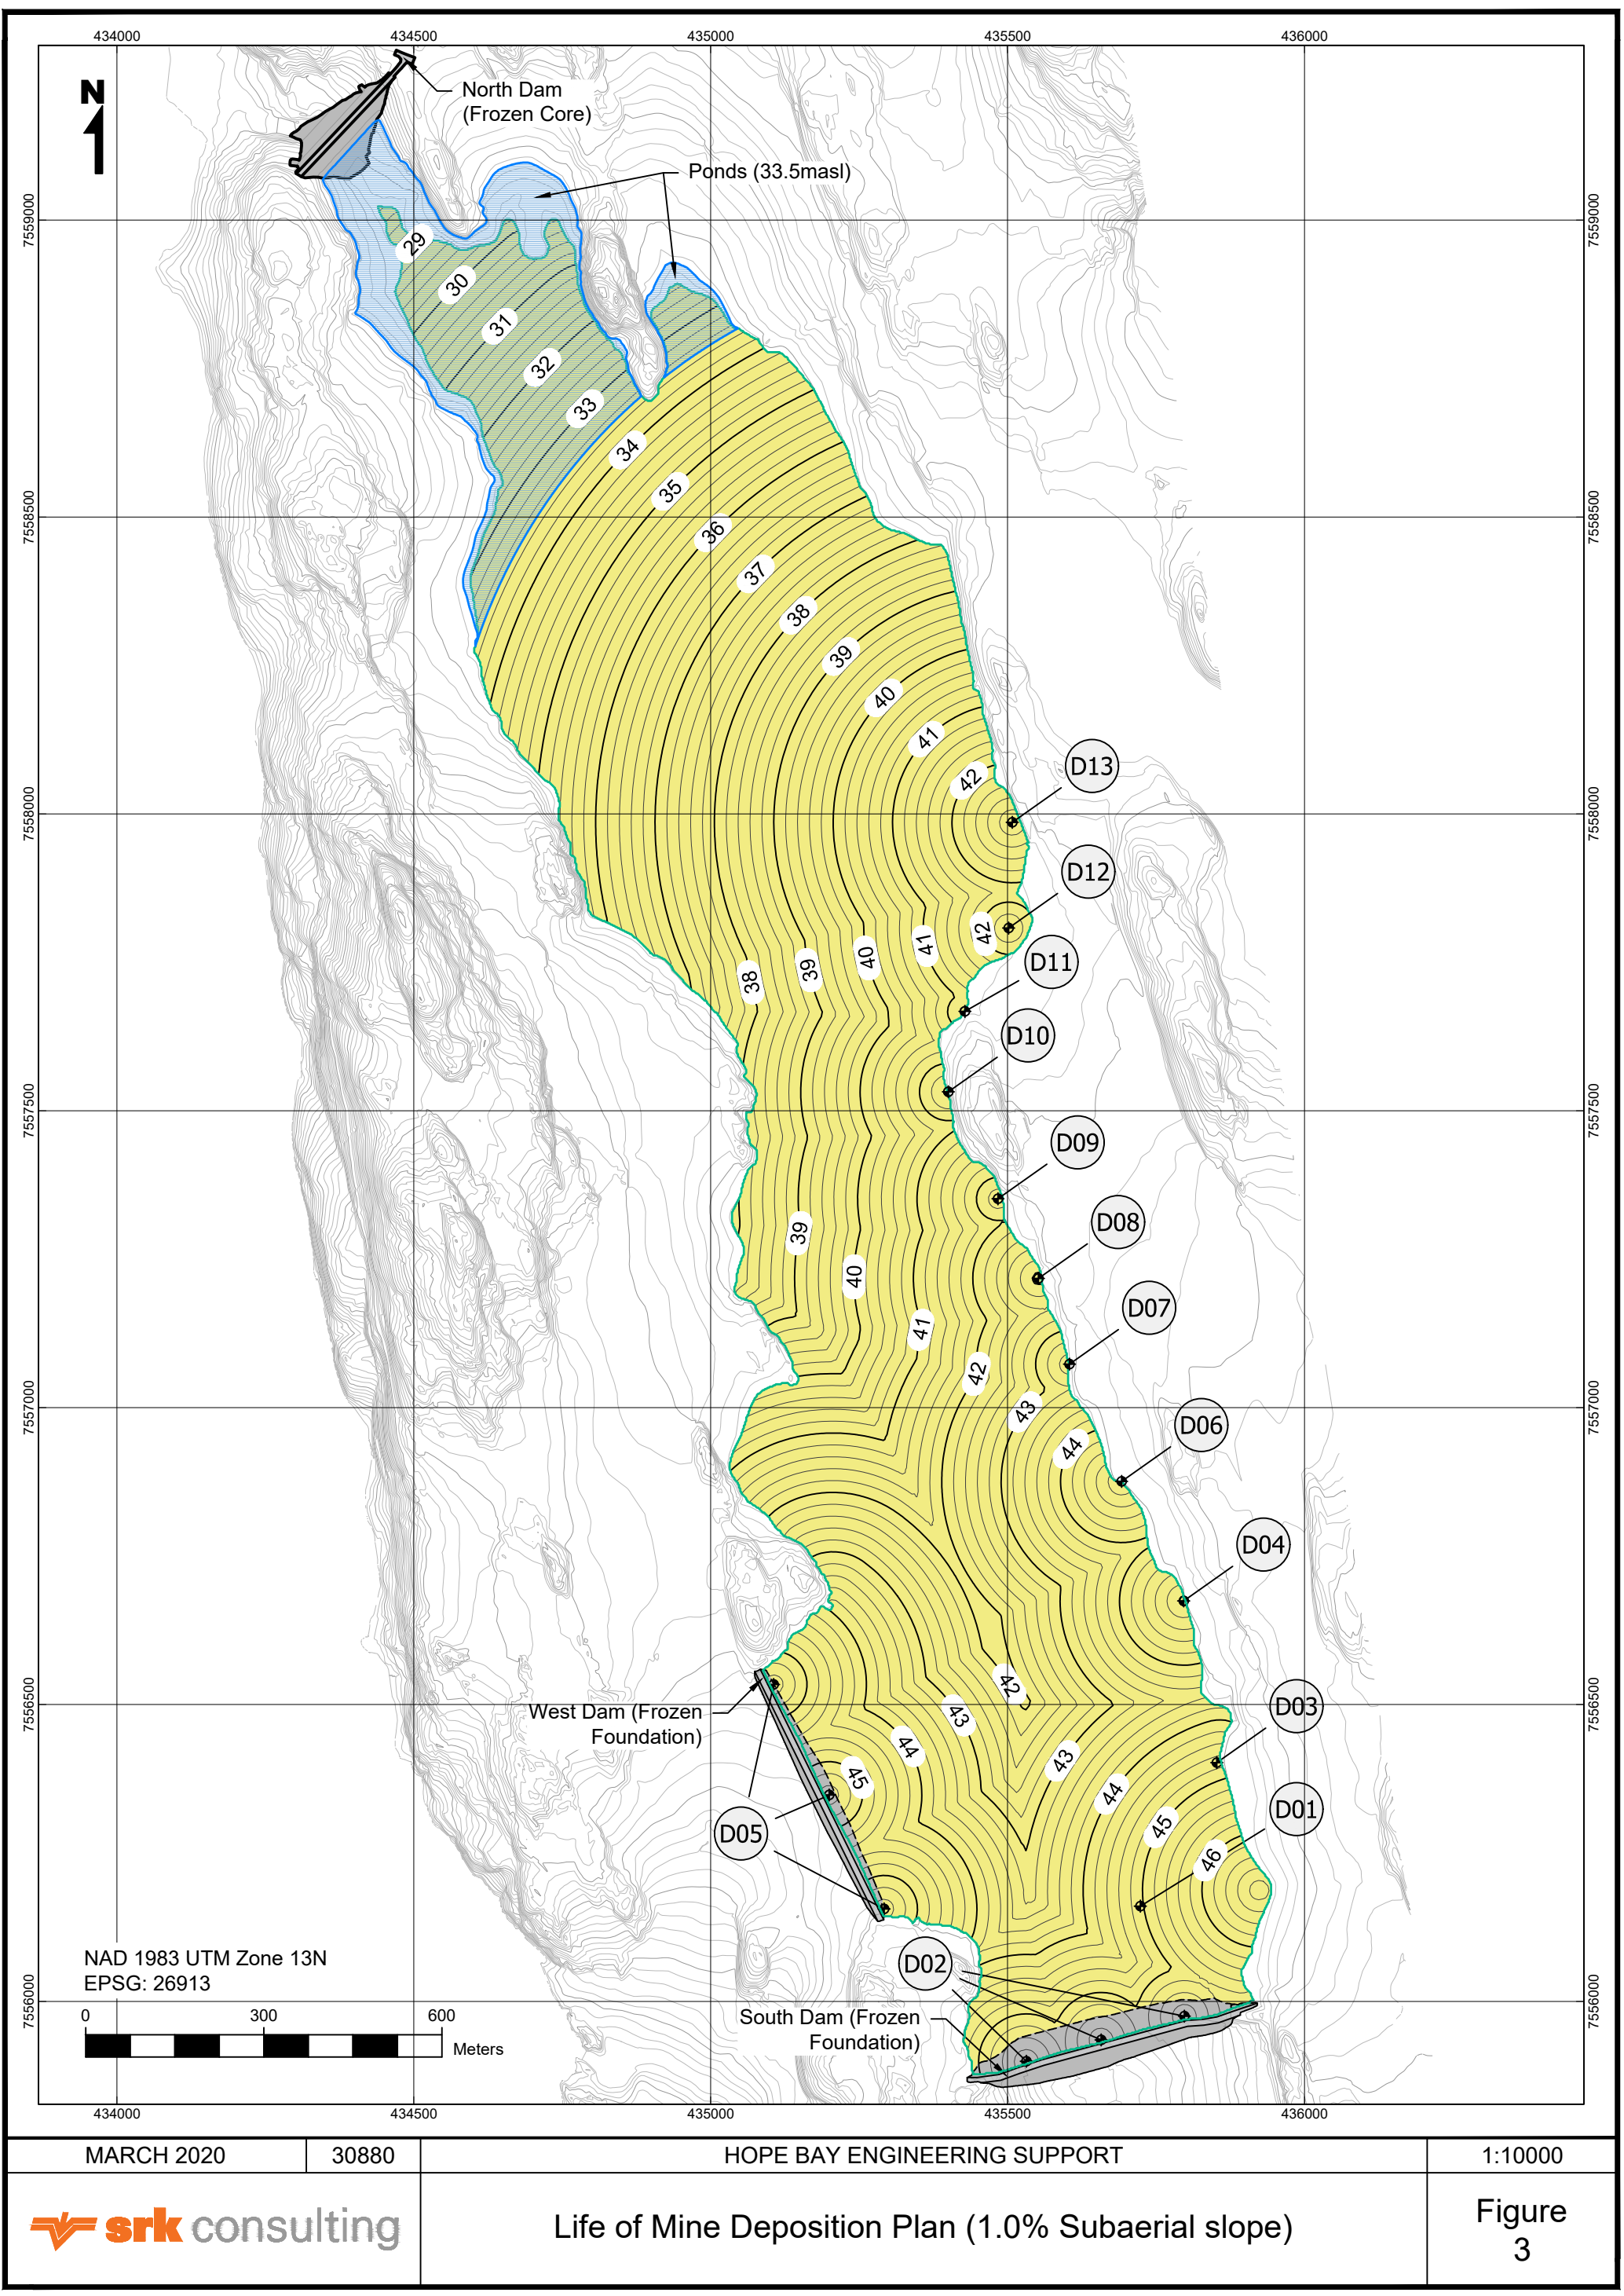 434000
434500
435000
435500
436000
N
North Dam
(Frozen Core)
Ponds (33.5masl)
7559000
7559000
29
30
31
32
33
34
35
36
37
38
39
40
41
42
7558500
7558500
D13
7558000
7558000
D12
42
41
40
39
38
D11
D10
7557500
7557500
D09
D08
39
40
41
42
43
44
D07
7557000
7557000
D06
D04
West Dam (Frozen
Foundation)
7556500
7556500
42
43
44
45
43
44
45
46
D03
D01
D05
D02
NAD 1983 UTM Zone 13N
EPSG: 26913
0
300
600
Meters
South Dam (Frozen
Foundation)
7556000
7556000
434000
434500
435000
435500
436000
MARCH 2020
30880
HOPE BAY ENGINEERING SUPPORT
1:10000
srk consulting
Life of Mine Deposition Plan (1.0% Subaerial slope)
Figure
3